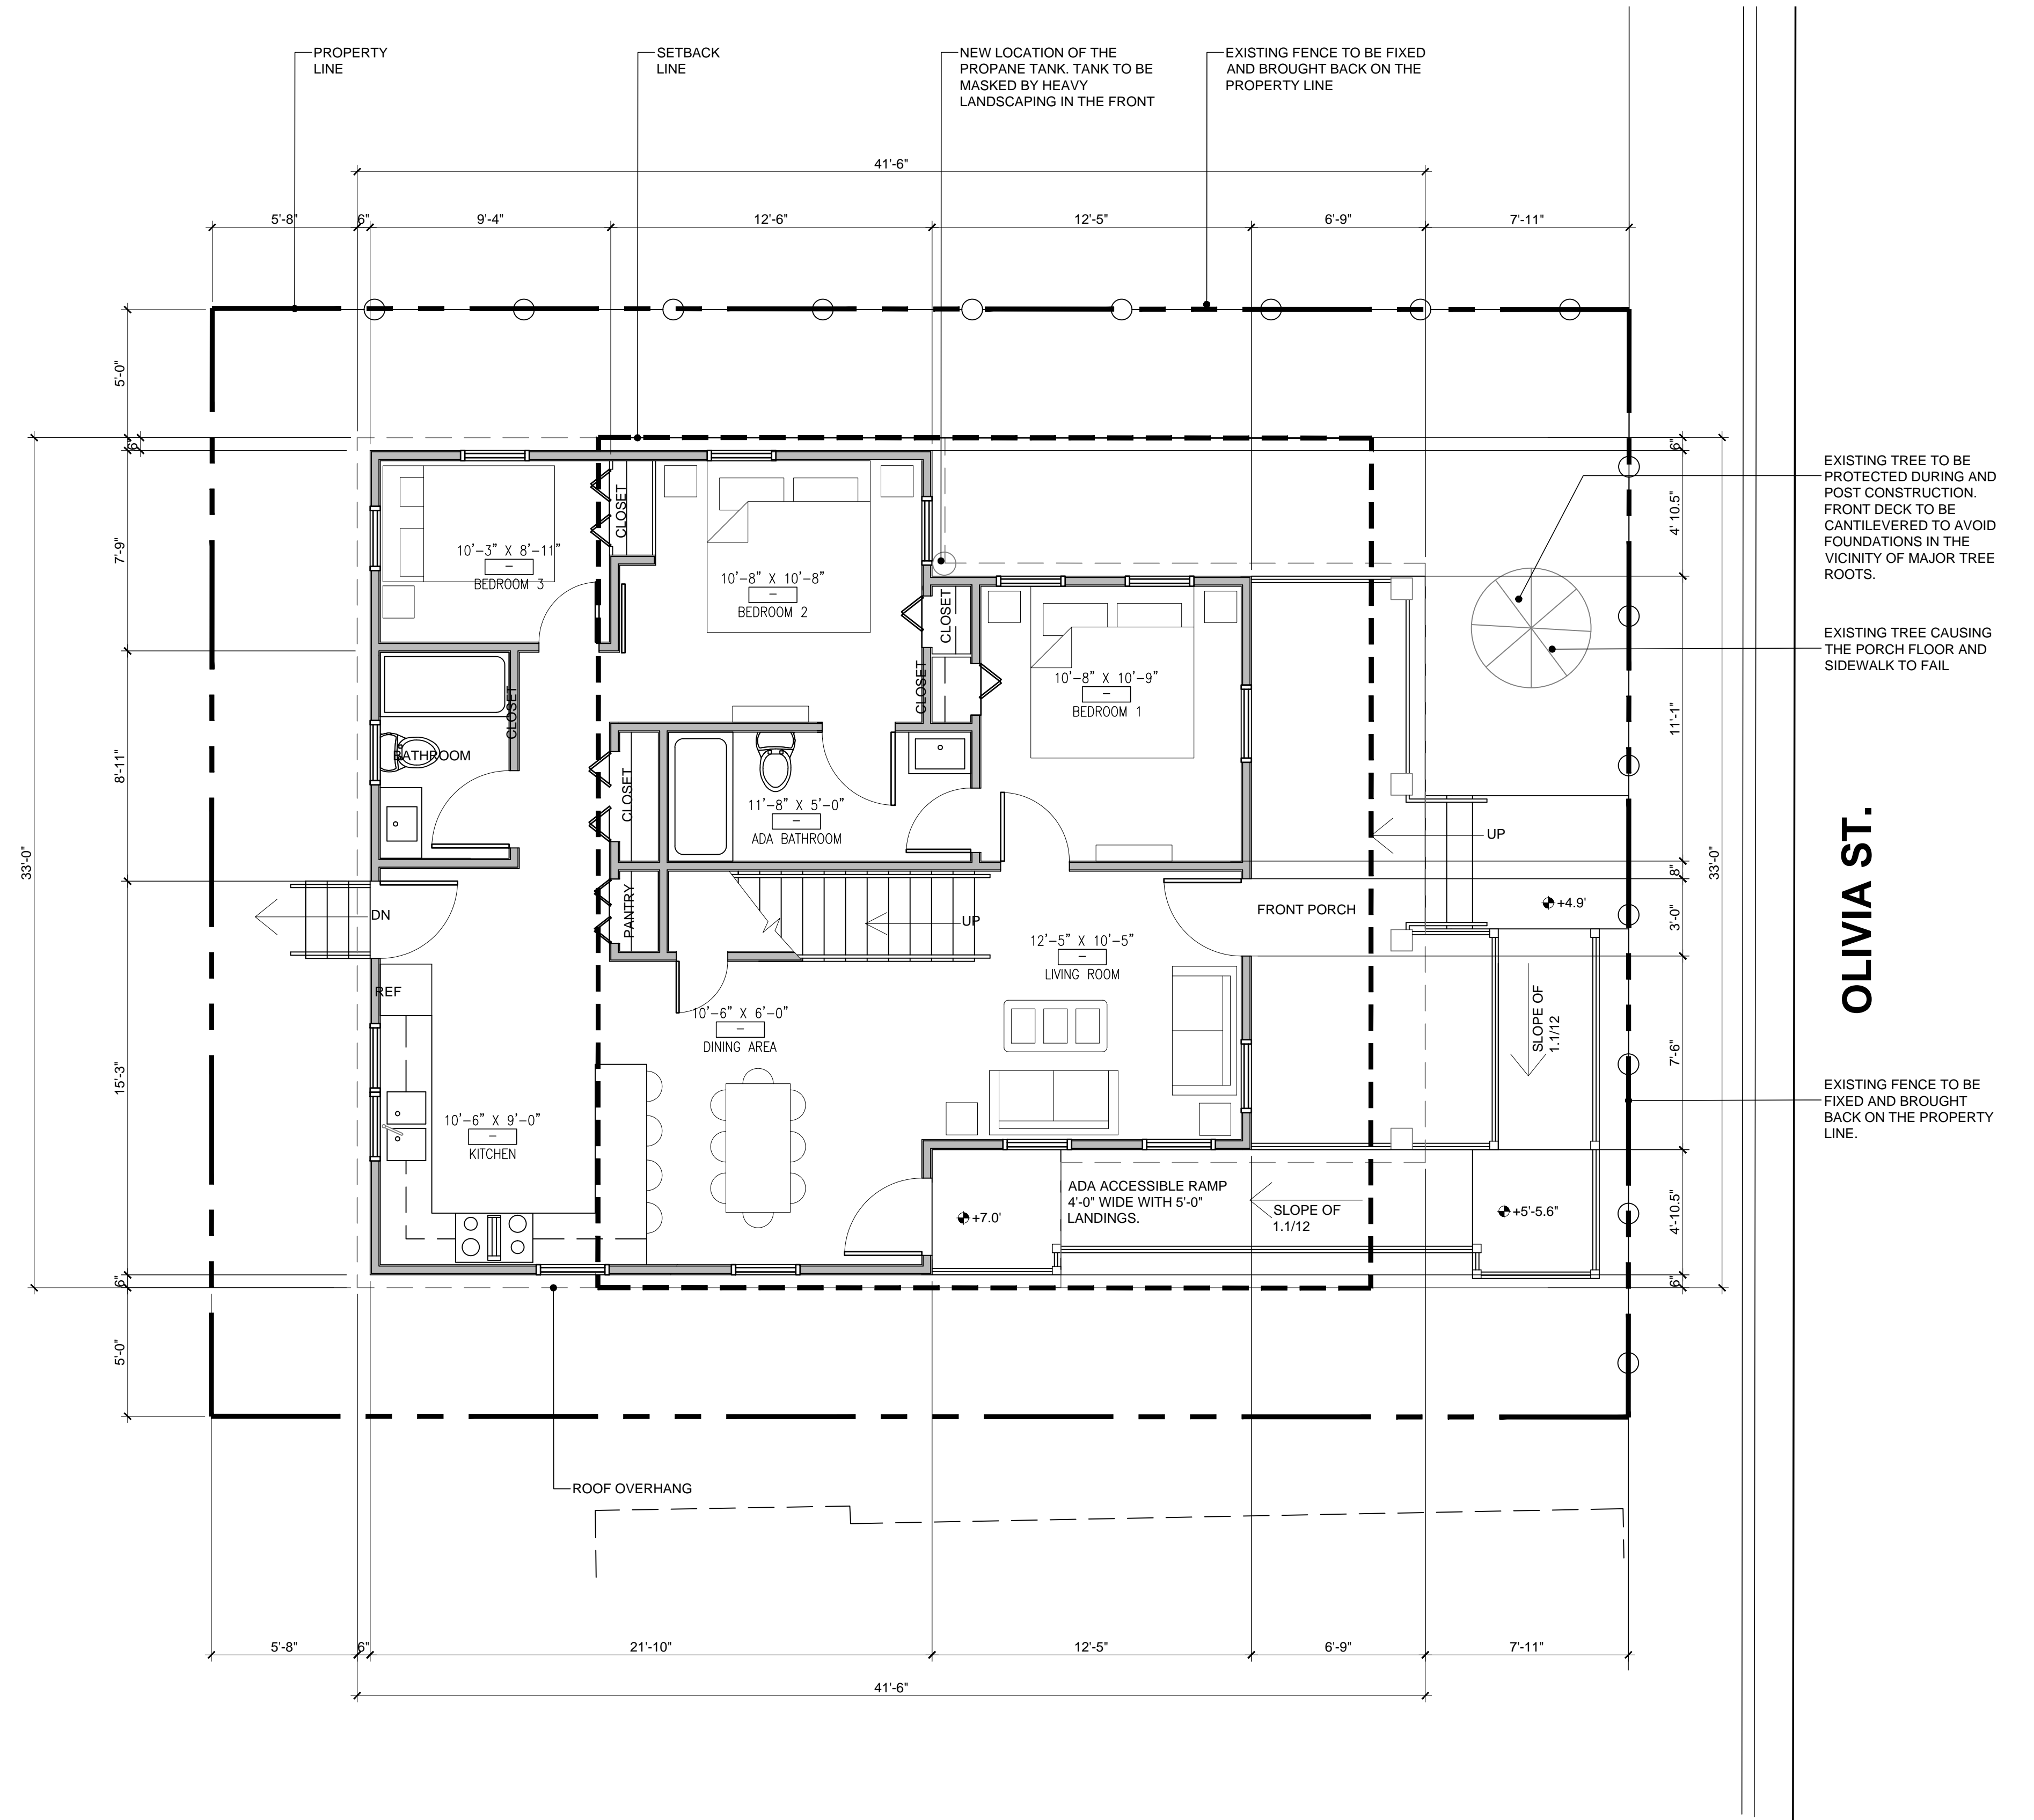 PROPERTY
LINE
SETBACK
LINE
NEW LOCATION OF THE
PROPANE TANK. TANK TO BE
MASKED BY HEAVY
LANDSCAPING IN THE FRONT
EXISTING FENCE TO BE FIXED
AND BROUGHT BACK ON THE
PROPERTY LINE
41'-6"
5'-8"
6"
9'-4"
12'-6"
12'-5"
6'-9"
7'-11"
5'-0"
6"
7'-9"
8'-11"
15'-3"
6"
5'-0"
33'-0"
10'-3" X 8'-11"
-
BEDROOM 3
CLOSET
10'-8" X 10'-8"
-
BEDROOM 2
CLOSET
CLOSET
10'-8" X 10'-9"
-
BEDROOM 1
CLOSET
BATHROOM
CLOSET
11'-8" X 5'-0"
-
ADA BATHROOM
PANTRY
DN
UP
REF
12'-5" X 10'-5"
-
LIVING ROOM
FRONT PORCH
UP
+4.9'
10'-6" X 6'-0"
-
DINING AREA
10'-6" X 9'-0"
-
KITCHEN
SLOPE OF
1.1/12
+7.0'
ADA ACCESSIBLE RAMP
4'-0" WIDE WITH 5'-0"
LANDINGS.
SLOPE OF
1.1/12
+5'-5.6"
6"
4' 10.5"
11'-1"
8"
3'-0"
7'-6"
4'-10.5"
6"
33'-0"
EXISTING TREE TO BE
PROTECTED DURING AND
POST CONSTRUCTION.
FRONT DECK TO BE
CANTILEVERED TO AVOID
FOUNDATIONS IN THE
VICINITY OF MAJOR TREE
ROOTS.
EXISTING TREE CAUSING
THE PORCH FLOOR AND
SIDEWALK TO FAIL
OLIVIA ST.
EXISTING FENCE TO BE
FIXED AND BROUGHT
BACK ON THE PROPERTY
LINE.
ROOF OVERHANG
5'-8"
6"
21'-10"
12'-5"
6'-9"
7'-11"
41'-6"